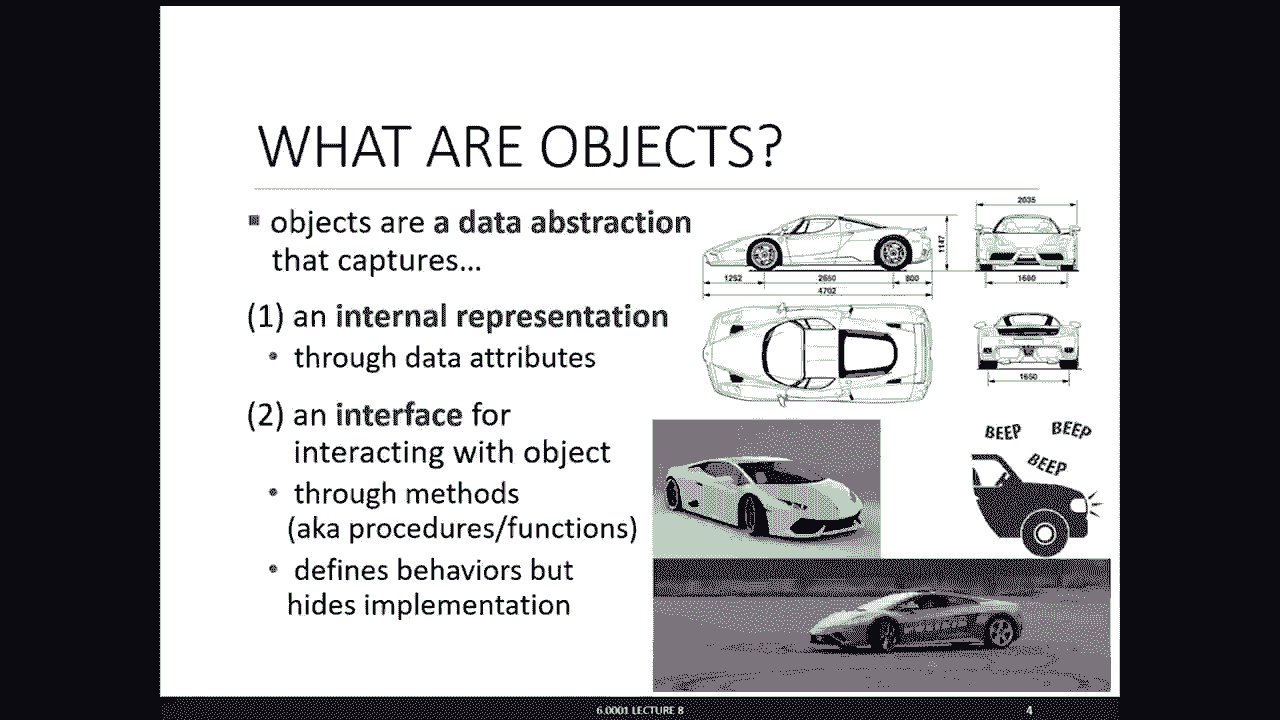 WHAT ARE OBJECTS?
▪ objects are a data abstraction
that captures...
(1) an internal representation
• through data attributes
(2) an interface for
interacting with object
• through methods
(aka procedures/functions)
• defines behaviors but
hides implementation
2035
1147
1252 2650 800
4702
1650
BEEP BEEP
BEEP
6.0001 LECTURE 8
4